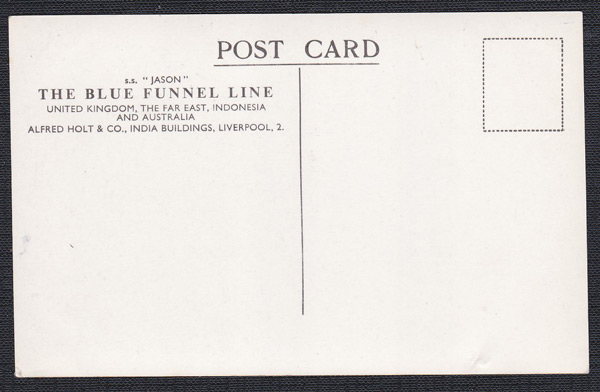 POST CARD
s.s. "JASON"
THE BLUE FUNNEL LINE
UNITED KINGDOM, THE FAR EAST, INDONESIA
AND AUSTRALIA
ALFRED HOLT & CO., INDIA BUILDINGS, LIVERPOOL, 2.